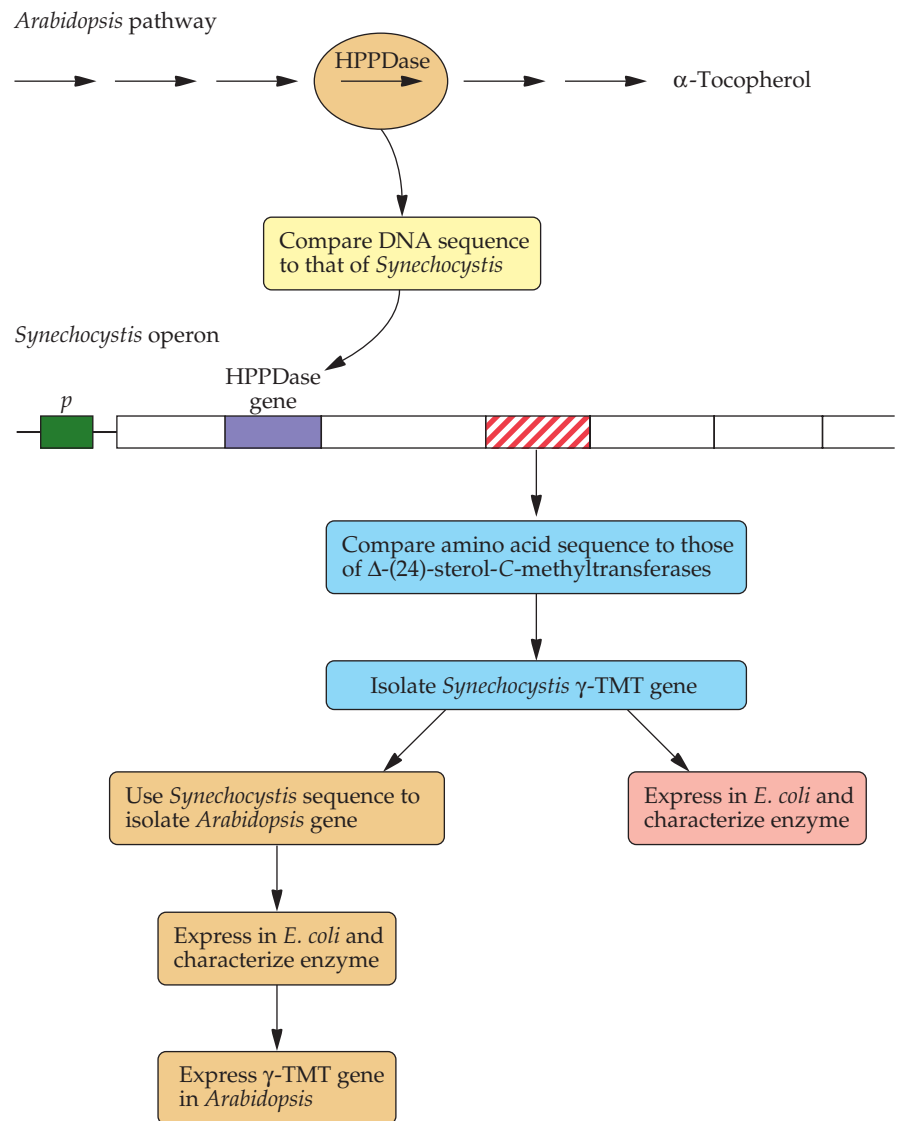 Arabidopsis pathway
HPPDase
α-Tocopherol
Compare DNA sequence
to that of Synechocystis
Synechocystis operon
HPPDase
gene
p
Compare amino acid sequence to those
of Δ-(24)-sterol-C-methyltransferases
Isolate Synechocystis γ-TMT gene
Use Synechocystis sequence to
isolate Arabidopsis gene
Express in E. coli and
characterize enzyme
Express in E. coli and
characterize enzyme
Express γ-TMT gene
in Arabidopsis